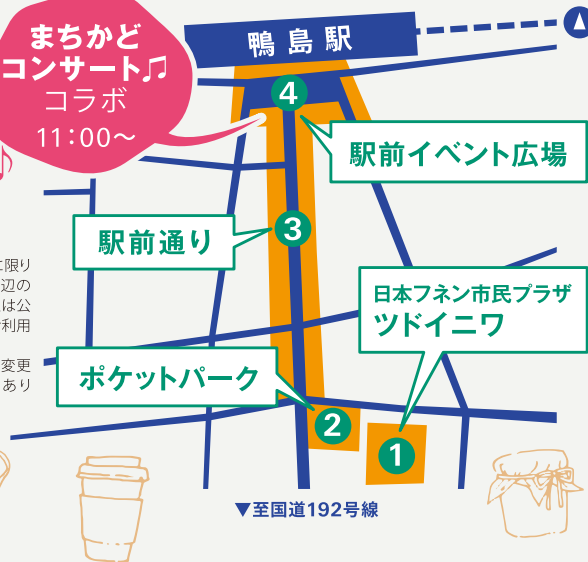 まちかど
コンサート♫
コラボ
11:00～
鴨島駅
4
駅前イベント広場
駅前通り
3
に限り
辺の
は公
利用
変更
あり
日本フネン市民プラザ
ツドイニワ
ポケットパーク
2
1
▼至国道192号線